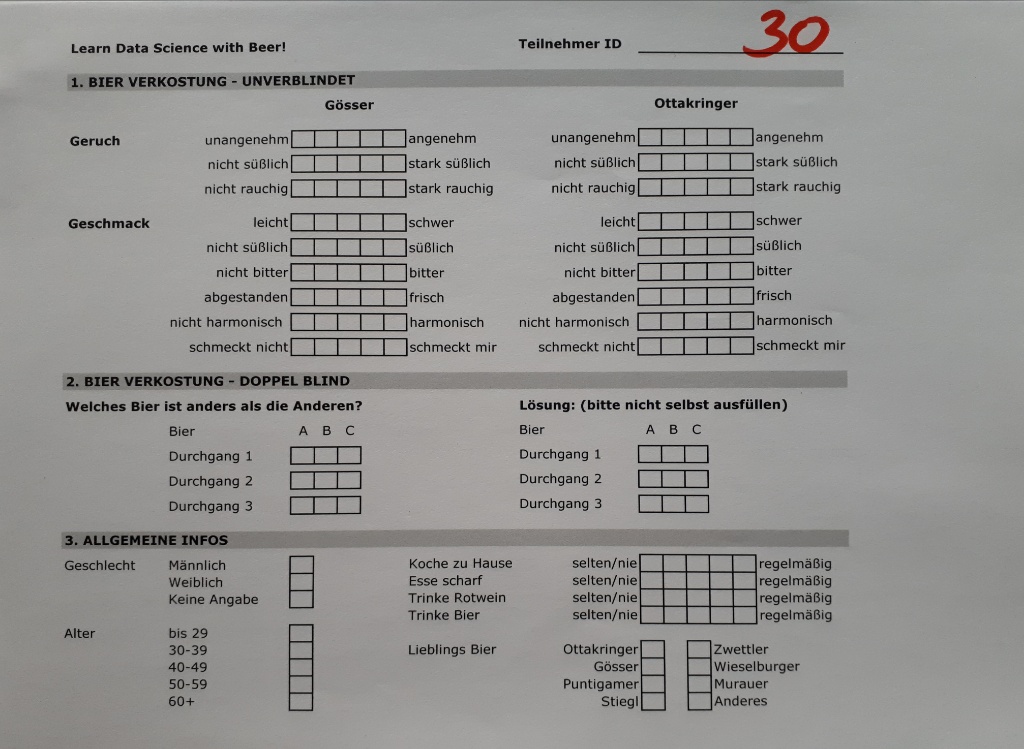 Learn Data Science with Beer! Teilnehmer ID 30
1. BIER VERKOSTUNG - UNVERBLINDET
Gösser Ottakringer
Geruch unangenehm angenehm unangenehm angenehm
nicht süßlich stark süßlich nicht süßlich stark süßlich
nicht rauchig stark rauchig nicht rauchig stark rauchig
Geschmack leicht schwer leicht schwer
nicht süßlich süßlich nicht süßlich süßlich
nicht bitter bitter nicht bitter bitter
abgestanden frisch abgestanden frisch
nicht harmonisch harmonisch nicht harmonisch harmonisch
schmeckt nicht schmeckt mir schmeckt nicht schmeckt mir
2. BIER VERKOSTUNG - DOPPEL BLIND
Welches Bier ist anders als die Anderen? Lösung: (bitte nicht selbst ausfüllen)
Bier A B C Bier A B C
Durchgang 1 Durchgang 1
Durchgang 2 Durchgang 2
Durchgang 3 Durchgang 3
3. ALLGEMEINE INFOS
Geschlecht Männlich Koche zu Hause selten/nie regelmäßig
Weiblich Esse scharf selten/nie regelmäßig
Keine Angabe Trinke Rotwein selten/nie regelmäßig
Trinke Bier selten/nie regelmäßig
Alter bis 29
30-39 Lieblings Bier Ottakringer Zwettler
40-49 Gösser Wieselburger
50-59 Puntigamer Murauer
60+ Stiegl Anderes